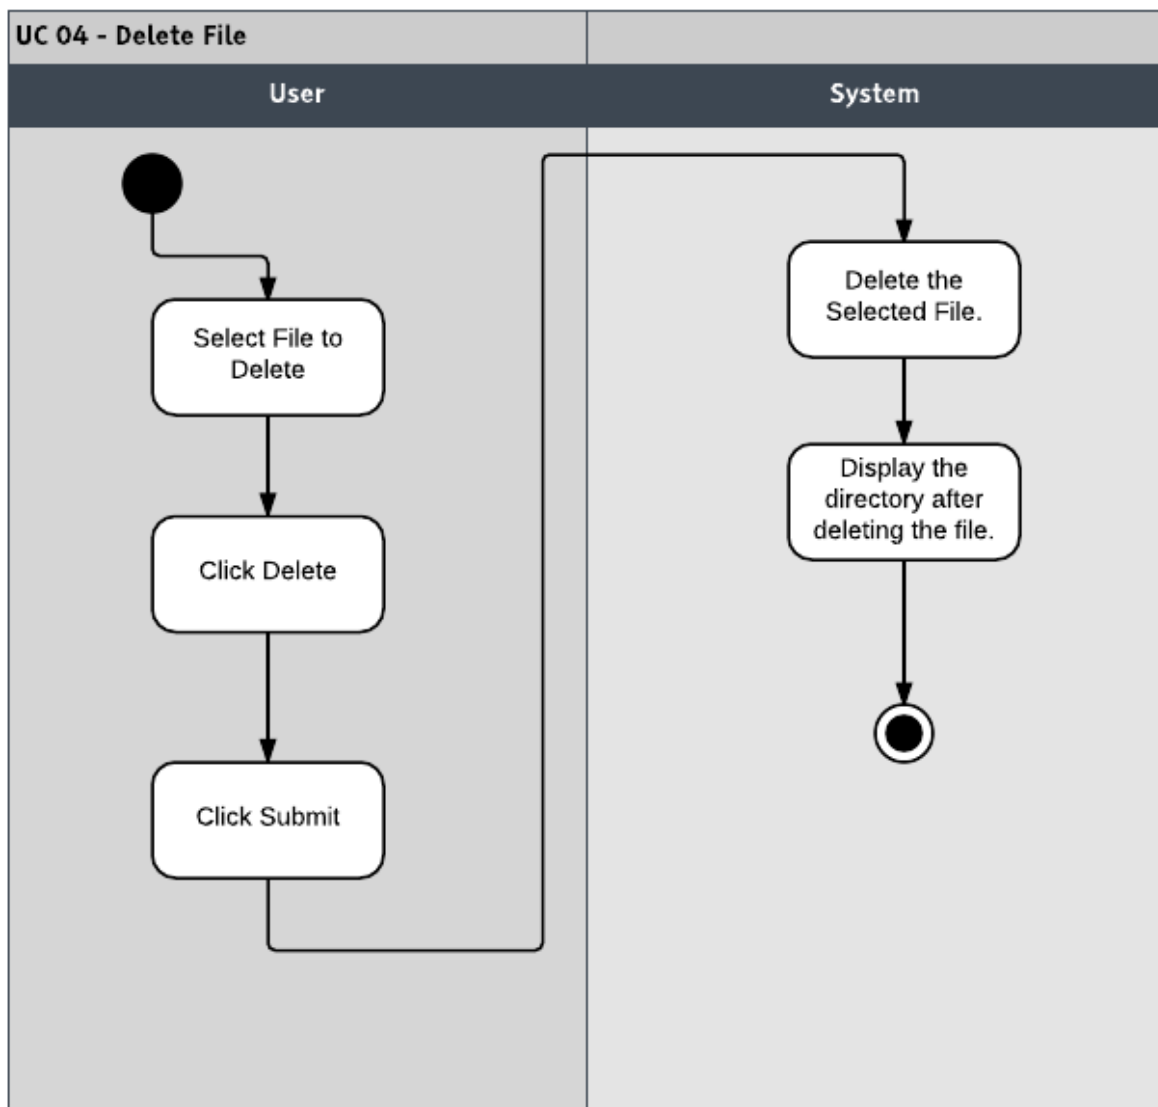 UC 04 - Delete File
User
System
Select File to
Delete
Click Delete
Click Submit
Delete the
Selected File.
Display the
directory after
deleting the file.